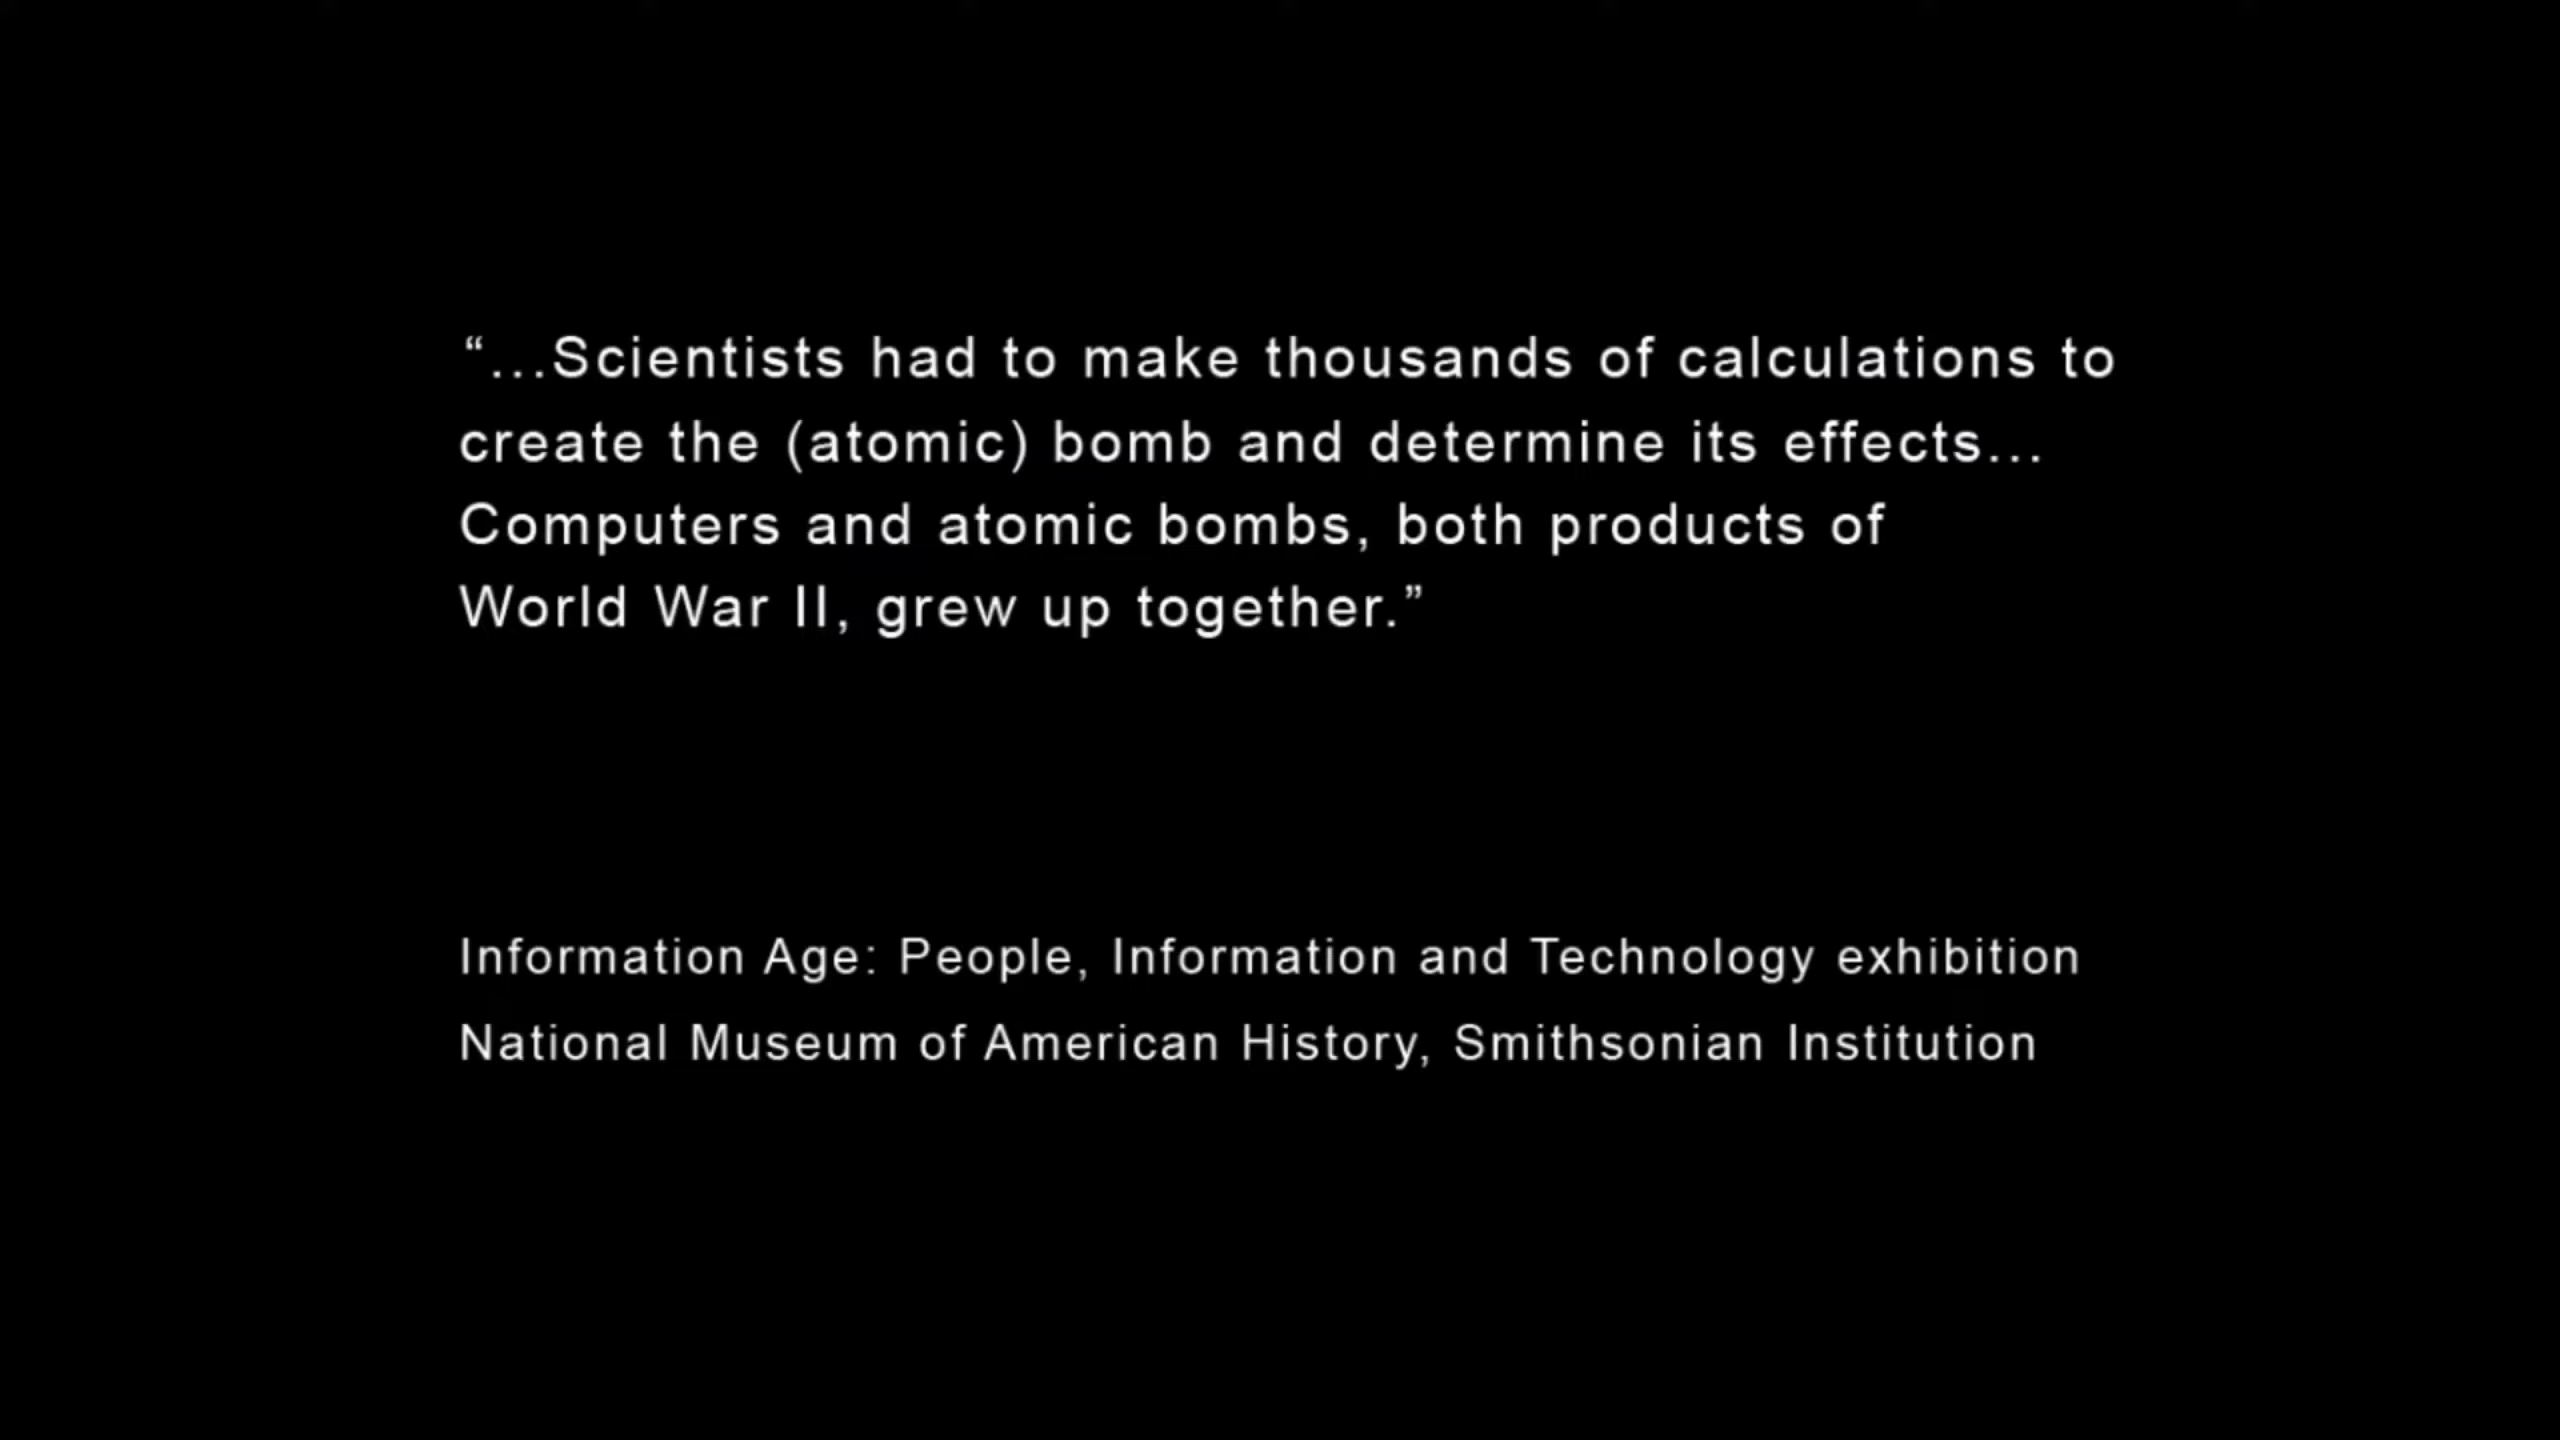 “...Scientists had to make thousands of calculations to
create the (atomic) bomb and determine its effects...
Computers and atomic bombs, both products of
World War II, grew up together.”
Information Age: People, Information and Technology exhibition
National Museum of American History, Smithsonian Institution